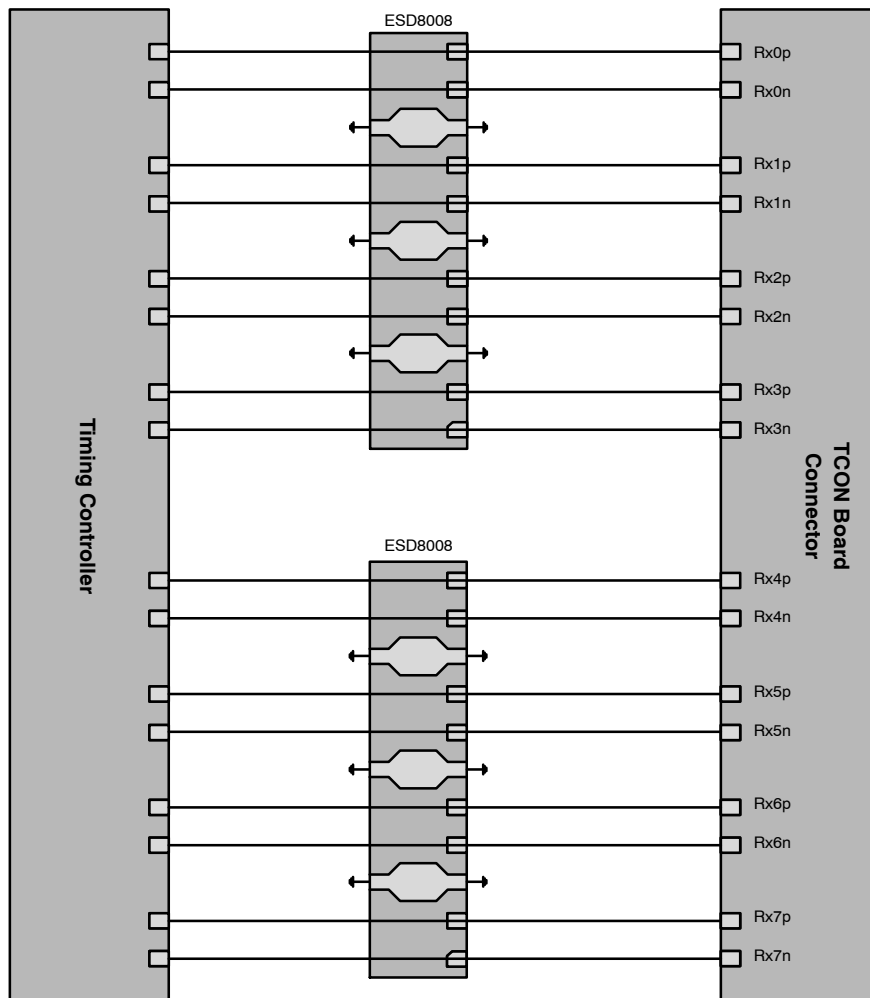 ESD8008
Rx0p
Rx0n
Rx1p
Rx1n
Rx2p
Rx2n
Rx3p
Rx3n
Timing Controller
TCON Board
Connector
ESD8008
Rx4p
Rx4n
Rx5p
Rx5n
Rx6p
Rx6n
Rx7p
Rx7n